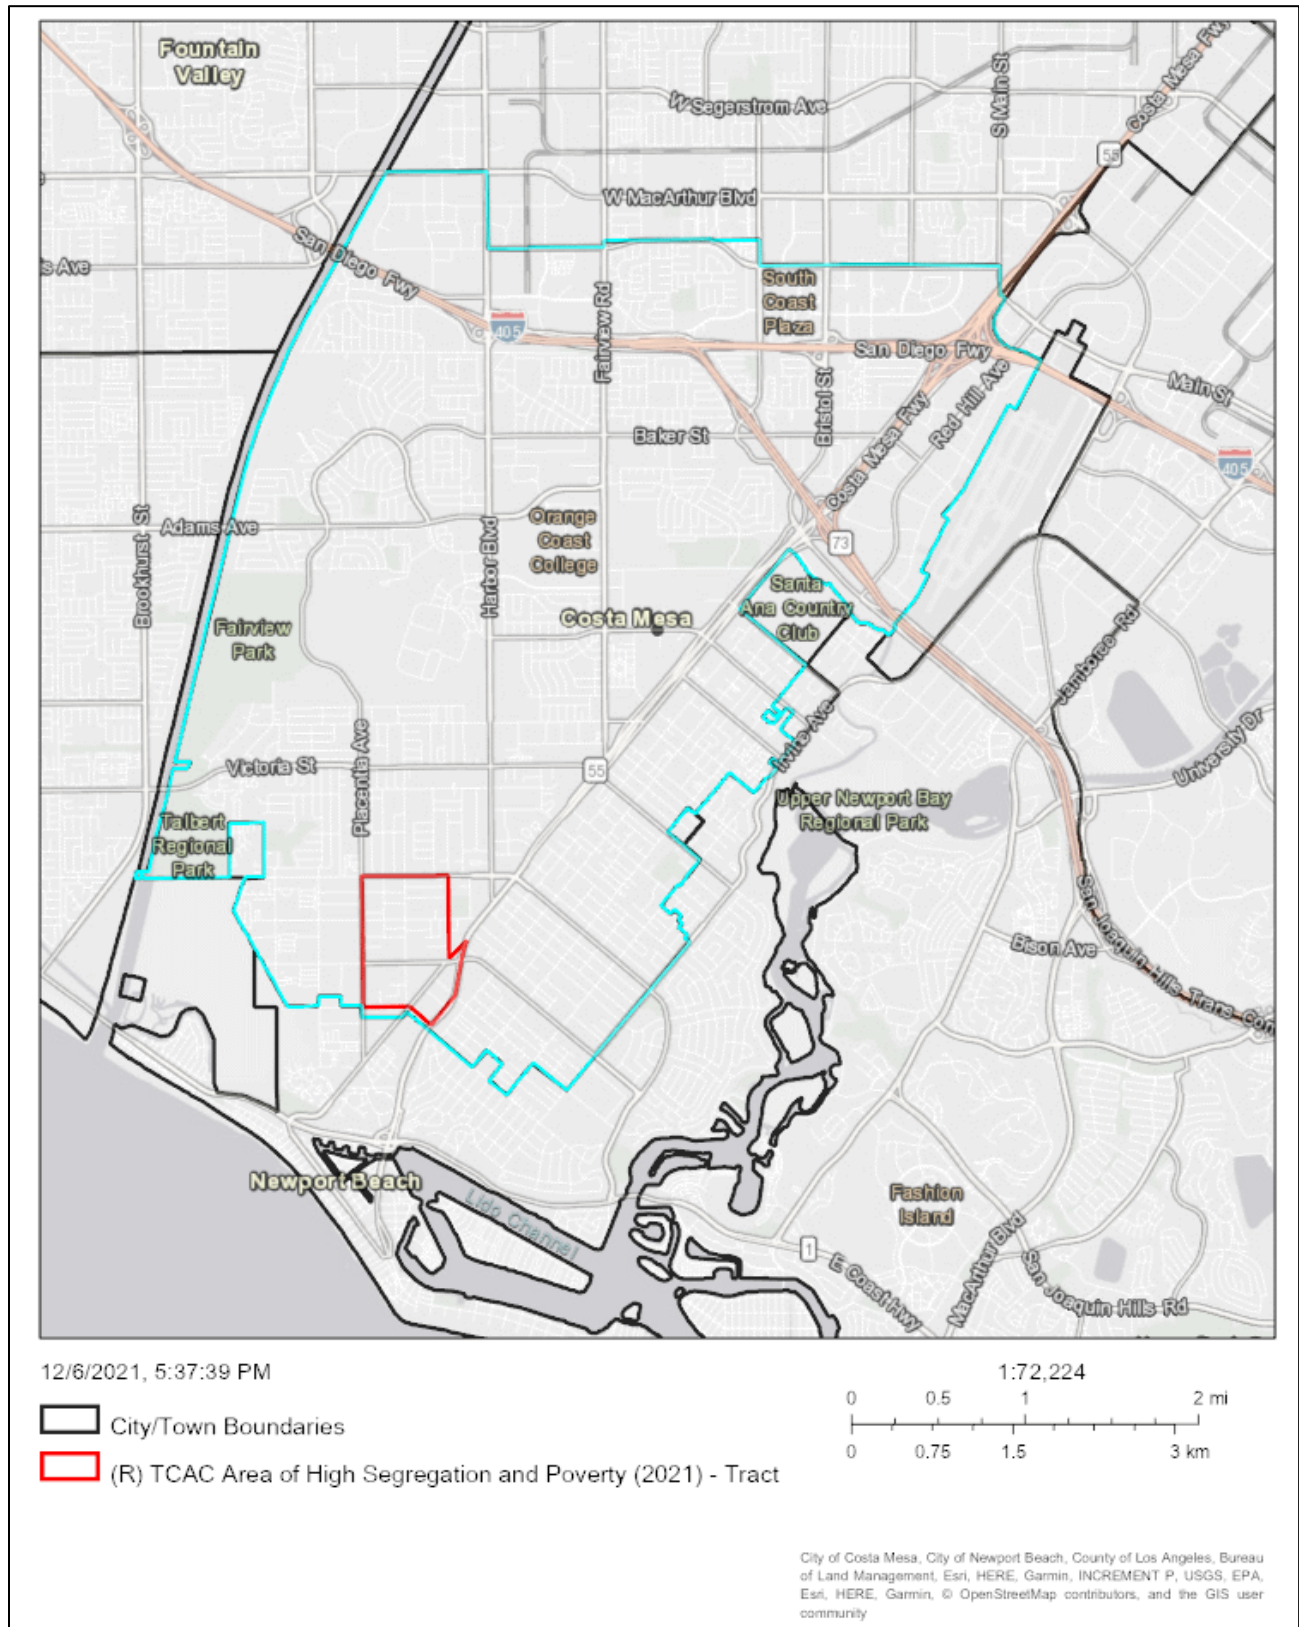 Fountain
Valley
W Segerstrom Ave
S Main St
Costa Mesa Fwy
55
W MacArthur Blvd
San Diego Fwy
s Ave
South
Coast
Plaza
405
Fairview Rd
San Diego Fwy
Main St
Bristol St
Red Hill Ave
Costa Mesa Fwy
Baker St
405
Brookhurst St
Adams Ave
Harbor Blvd
Orange
Coast
College
73
Santa
Ana Country
Club
Fairview
Park
Costa Mesa
Jamboree Rd
University Dr
Irvine Ave
Victoria St
Placentia Ave
55
Upper Newport Bay
Regional Park
Talbert
Regional
Park
Bison Ave
San Joaquin Hills Trans Corr
Newport Beach
Lido Channel
Fashion
Island
1
E Coast Hwy
MacArthur Blvd
San Joaquin Hills Rd
12/6/2021, 5:37:39 PM
1:72,224
0 0.5 1 2 mi
0 0.75 1.5 3 km
City/Town Boundaries
(R) TCAC Area of High Segregation and Poverty (2021) - Tract
City of Costa Mesa, City of Newport Beach, County of Los Angeles, Bureau
of Land Management, Esri, HERE, Garmin, INCREMENT P, USGS, EPA,
Esri, HERE, Garmin, © OpenStreetMap contributors, and the GIS user
community